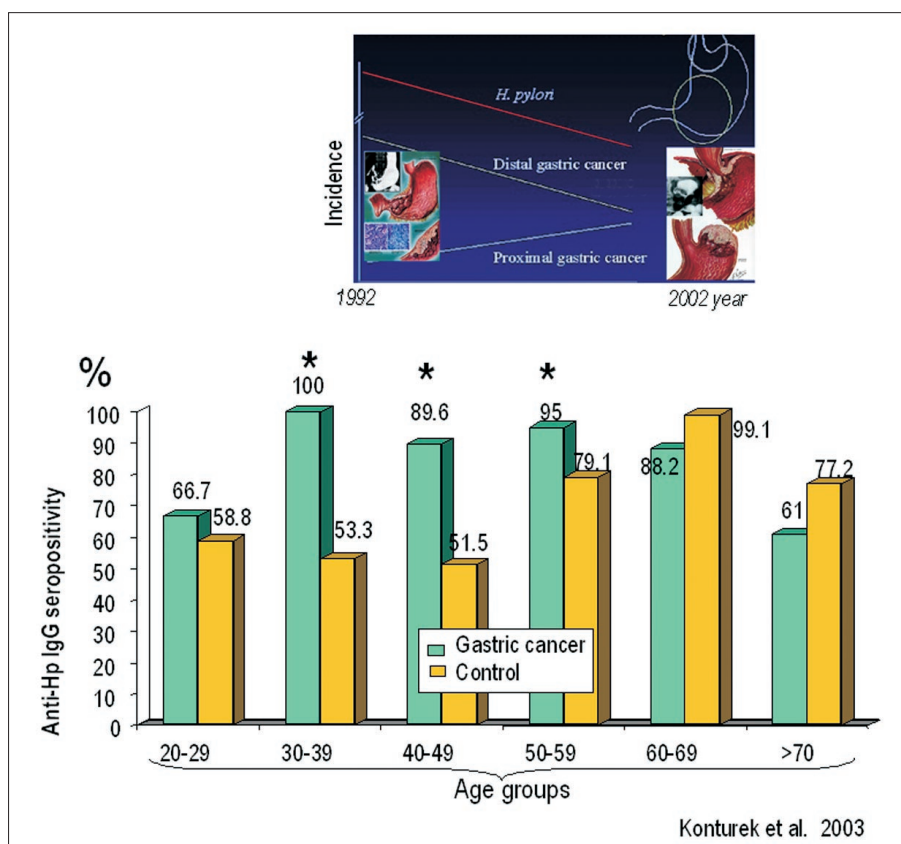 H. pylori
Distal gastric cancer
Proximal gastric cancer
Incidence
1992
2002 year
%
* * *
100
90
80
70
60
50
40
30
20
10
0
Anti-Hp IgG seropositivity
66.7
58.8
100
53.3
89.6
51.5
95
79.1
88.2
99.1
61
77.2
Gastric cancer
Control
20-29 30-39 40-49 50-59 60-69 >70
Age groups
Konturek et al. 2003